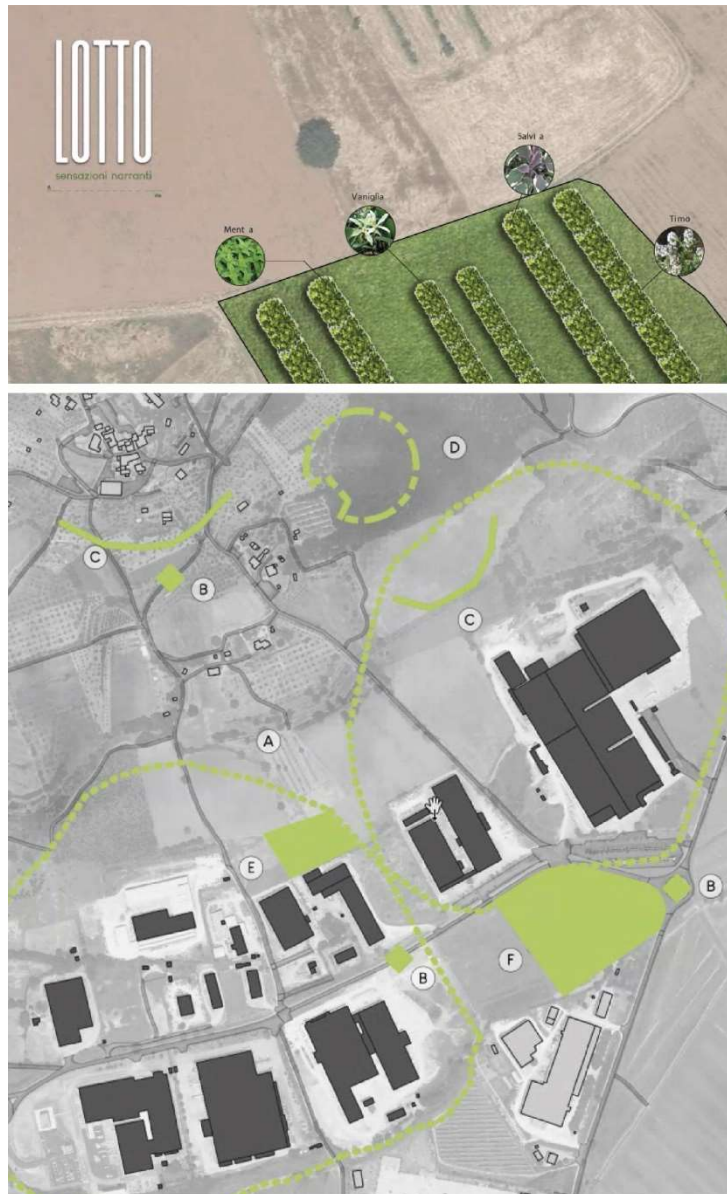 LOTTO
sensazioni narranti
Salvi a
Vaniglia
Timo
Ment a
D
C
B
C
A
E
B
B
F